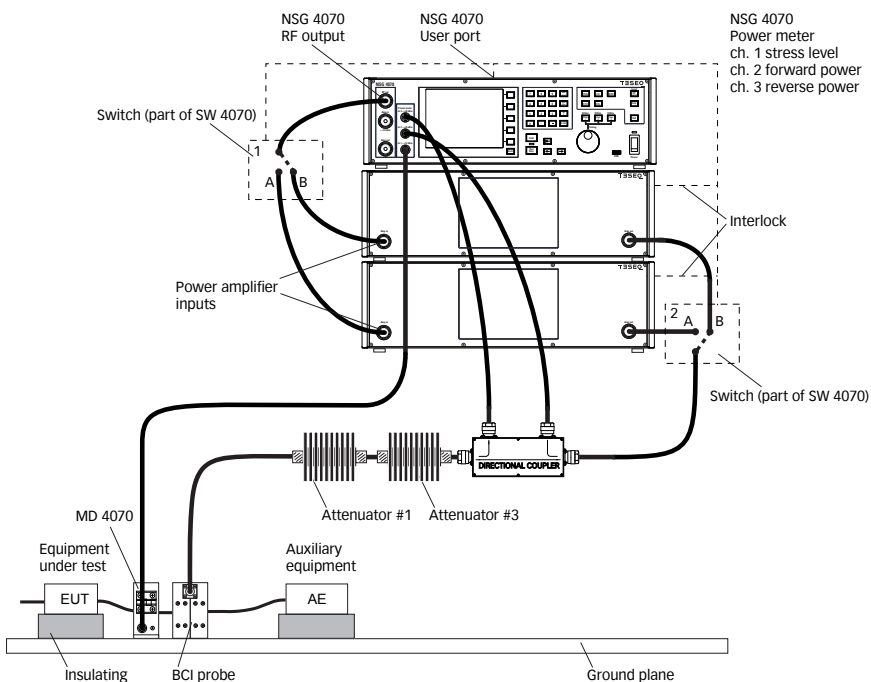 NSG 4070
RF output
NSG 4070
User port
NSG 4070
Power meter
ch. 1 stress level
ch. 2 forward power
ch. 3 reverse power
NSG 4070
TESEQ
Switch (part of SW 4070)
1
A
B
TESEQ
Interlock
Power amplifier
inputs
TESEQ
2
A
B
Switch (part of SW 4070)
DIRECTIONAL COUPLER
Attenuator #1
Attenuator #3
MD 4070
Equipment
under test
Auxiliary
equipment
EUT
AE
Insulating
BCI probe
Ground plane